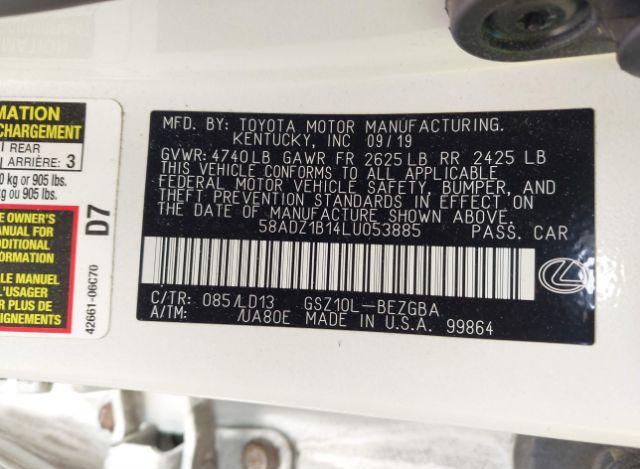 MATION
CHARGEMENT
REAR
ARRIÈRE: 3
0 kg or 905 lbs.
ou 905 lbs.
E OWNER'S
MANUAL FOR
LE MANUEL
L'USAGER
R PLUS DE
IGNEMENTS
D7
42661-06C70
MFD. BY: TOYOTA MOTOR MANUFACTURING.
KENTUCKY, INC 09/19
GVWR: 4740LB GAWR FR 2625LB RR 2425 LB
THIS VEHICLE CONFORMS TO ALL APPLICABLE
FEDERAL MOTOR VEHICLE SAFETY, BUMPER, AND
THEFT PREVENTION STANDARDS IN EFFECT ON
THE DATE OF MANUFACTURE SHOWN ABOVE.
58ADZ1B14LU053885 PASS. CAR
C/TR: 085/LD13 GSZ10L-BEZGBA
A/TM: /UA80E MADE IN U.S.A. 99864